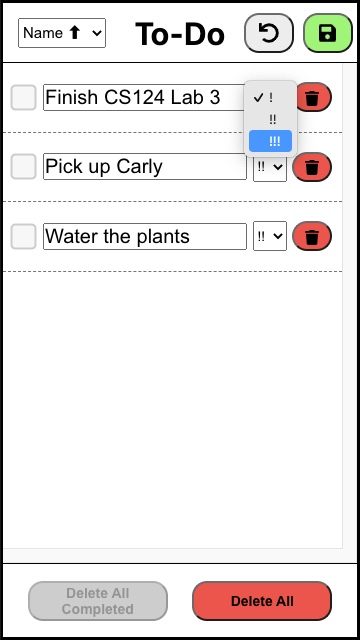 Name ⬆ To-Do
Finish CS124 Lab 3
✓ !
!!
!!!
Pick up Carly !!
Water the plants !!
Delete All
Completed
Delete All